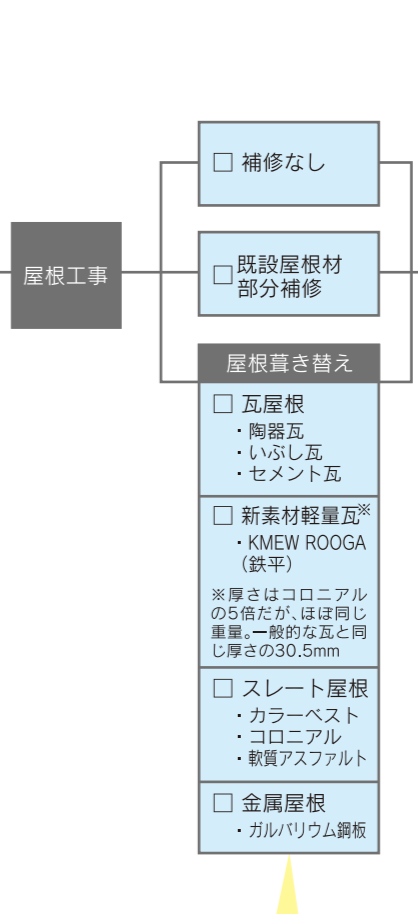 □ 補修なし
屋根工事
□ 既設屋根材
部分補修
屋根葺き替え
□ 瓦屋根
・陶器瓦
・いぶし瓦
・セメント瓦
□ 新素材軽量瓦※
・KMEW ROOGA
（鉄平）
※厚さはコロニアル
の5倍だが、ほぼ同じ
重量。一般的な瓦と同
じ厚さの30.5mm
□ スレート屋根
・カラーベスト
・コロニアル
・軟質アスファルト
□ 金属屋根
・ガルバリウム鋼板